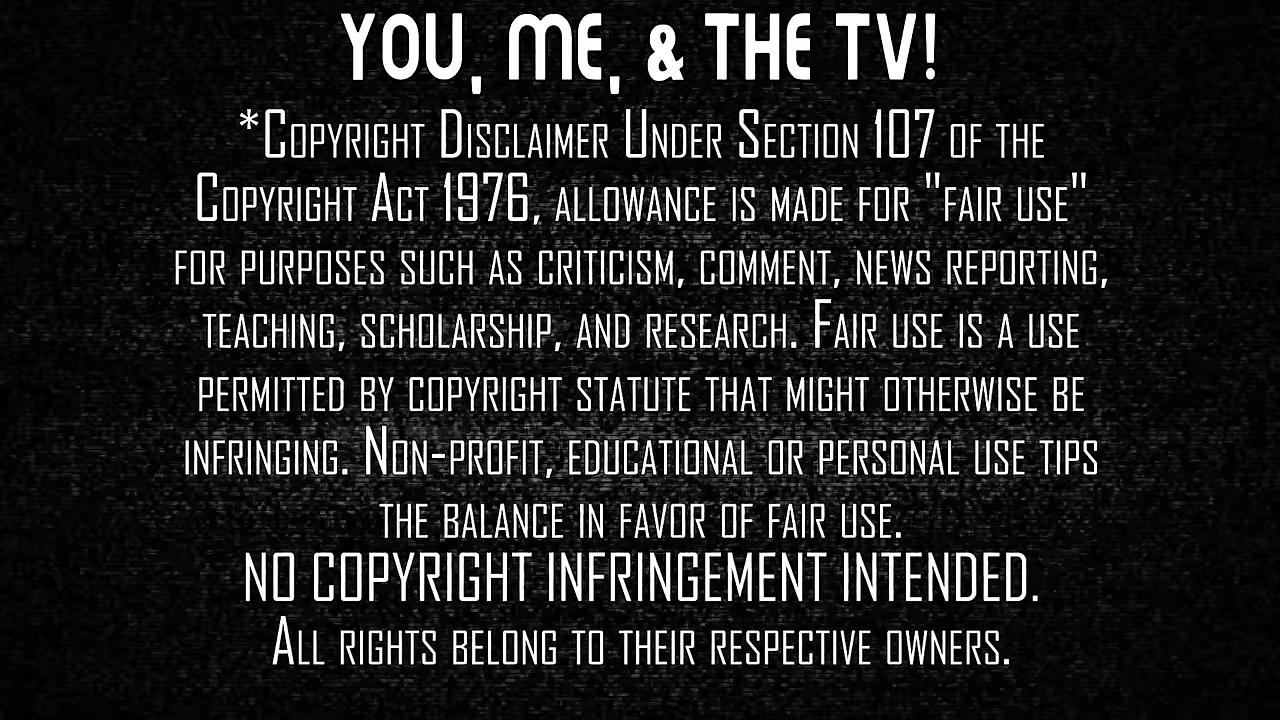 YOU, ME, & THE TV!
*Copyright Disclaimer Under Section 107 of the
Copyright Act 1976, allowance is made for "fair use"
for purposes such as criticism, comment, news reporting,
teaching, scholarship, and research. Fair use is a use
permitted by copyright statute that might otherwise be
infringing. Non-profit, educational or personal use tips
the balance in favor of fair use.
NO COPYRIGHT INFRINGEMENT INTENDED.
All rights belong to their respective owners.